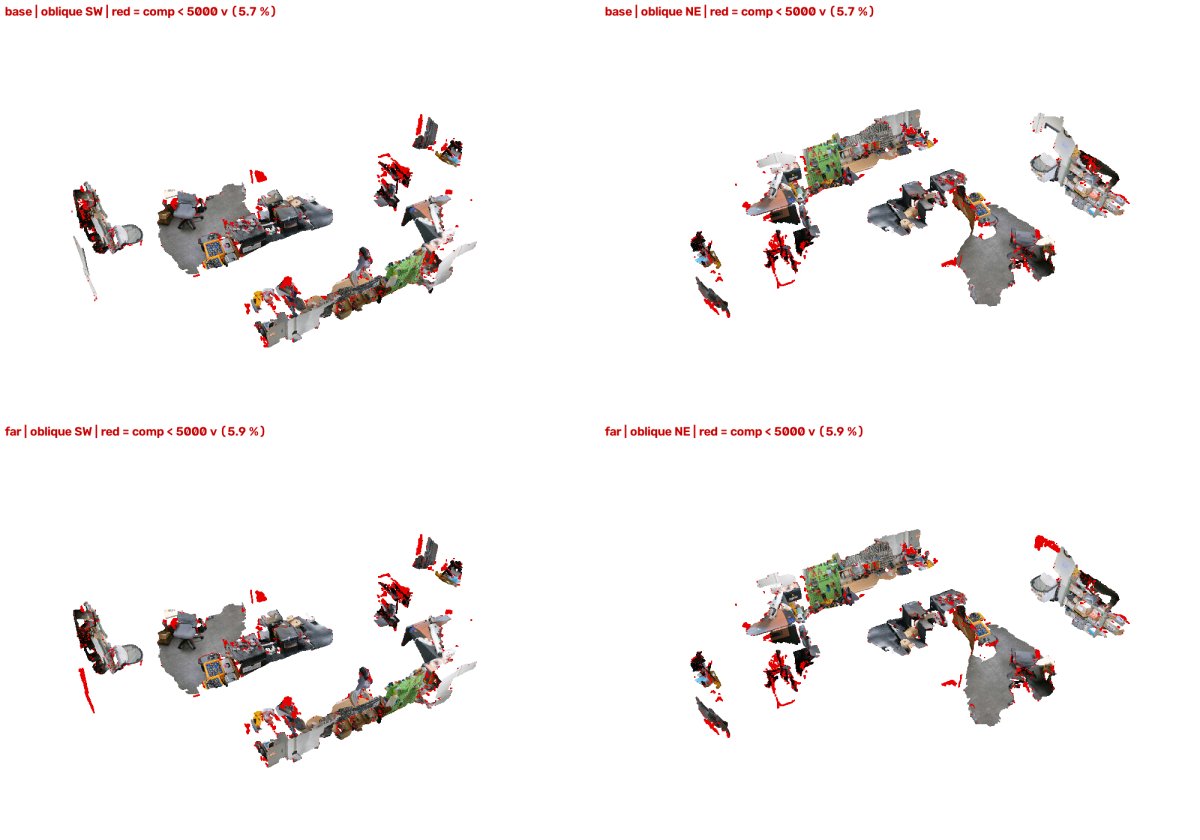 base | oblique SW | red = comp < 5000 v (5.7 %)
base | oblique NE | red = comp < 5000 v (5.7 %)
far | oblique SW | red = comp < 5000 v (5.9 %)
far | oblique NE | red = comp < 5000 v (5.9 %)